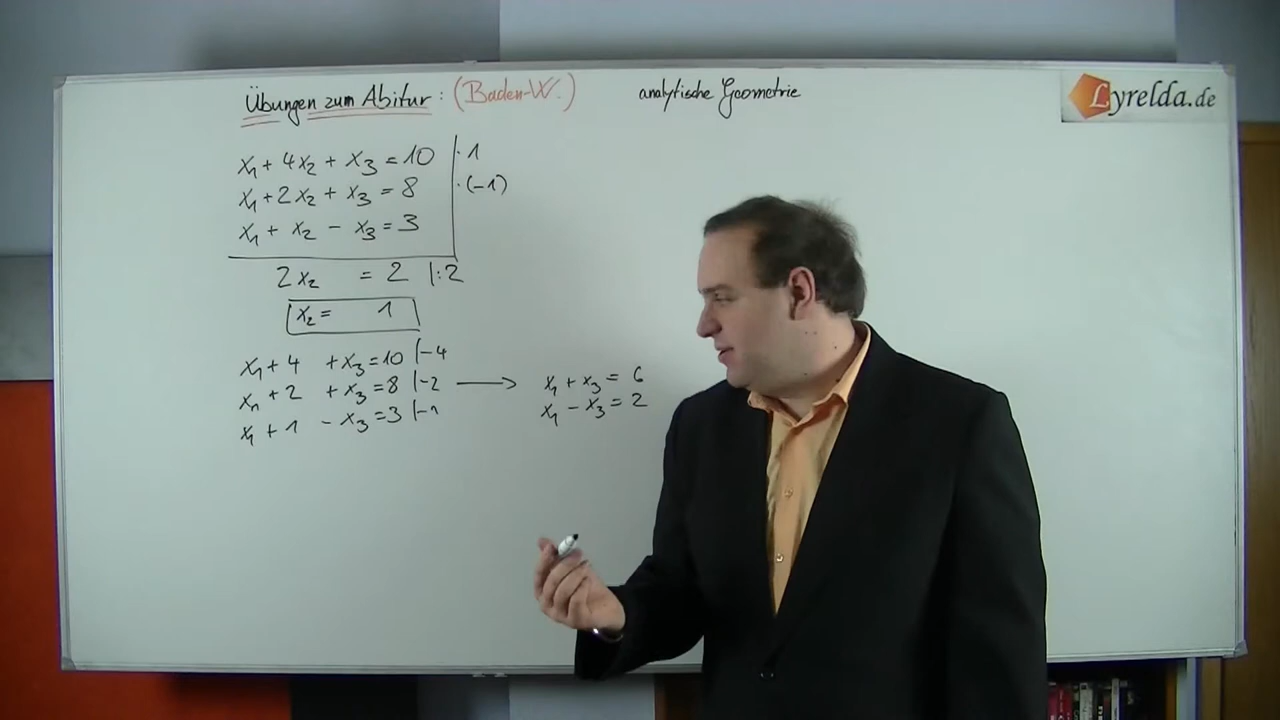 Übungen zum Abitur: (Baden-W.) analytische Geometrie
Lyrelda.de
x₁ + 4x₂ + x₃ = 10 | ·1
x₁ + 2x₂ + x₃ = 8 | ·(-1)
x₁ + x₂ - x₃ = 3
2x₂ = 2 |:2
x₂ = 1
x₁ + 4 + x₃ = 10 |-4
x₁ + 2 + x₃ = 8 |-2 → x₁ + x₃ = 6
x₁ + 1 - x₃ = 3 |-1 x₁ - x₃ = 2